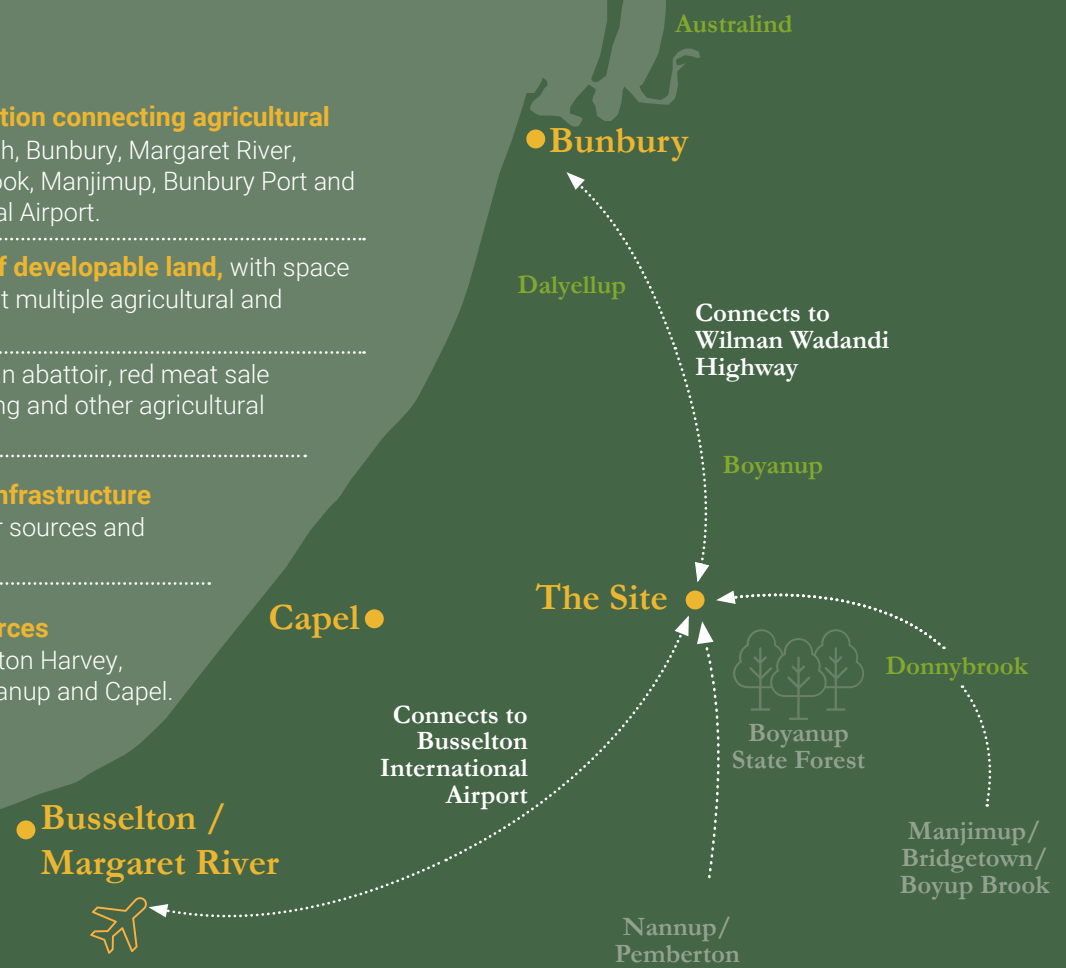 Australind
tion connecting agricultural
h, Bunbury, Margaret River,
ook, Manjimup, Bunbury Port and
al Airport.
f developable land, with space
t multiple agricultural and
n abattoir, red meat sale
ng and other agricultural
nfrastructure
r sources and
rces
ton Harvey,
anup and Capel.
Bunbury
Dalyellup
Connects to
Wilman Wadandi
Highway
Boyanup
The Site
Capel
Donnybrook
Boyanup
State Forest
Connects to
Busselton
International
Airport
Busselton /
Margaret River
Manjimup/
Bridgetown/
Boyup Brook
Nannup/
Pemberton